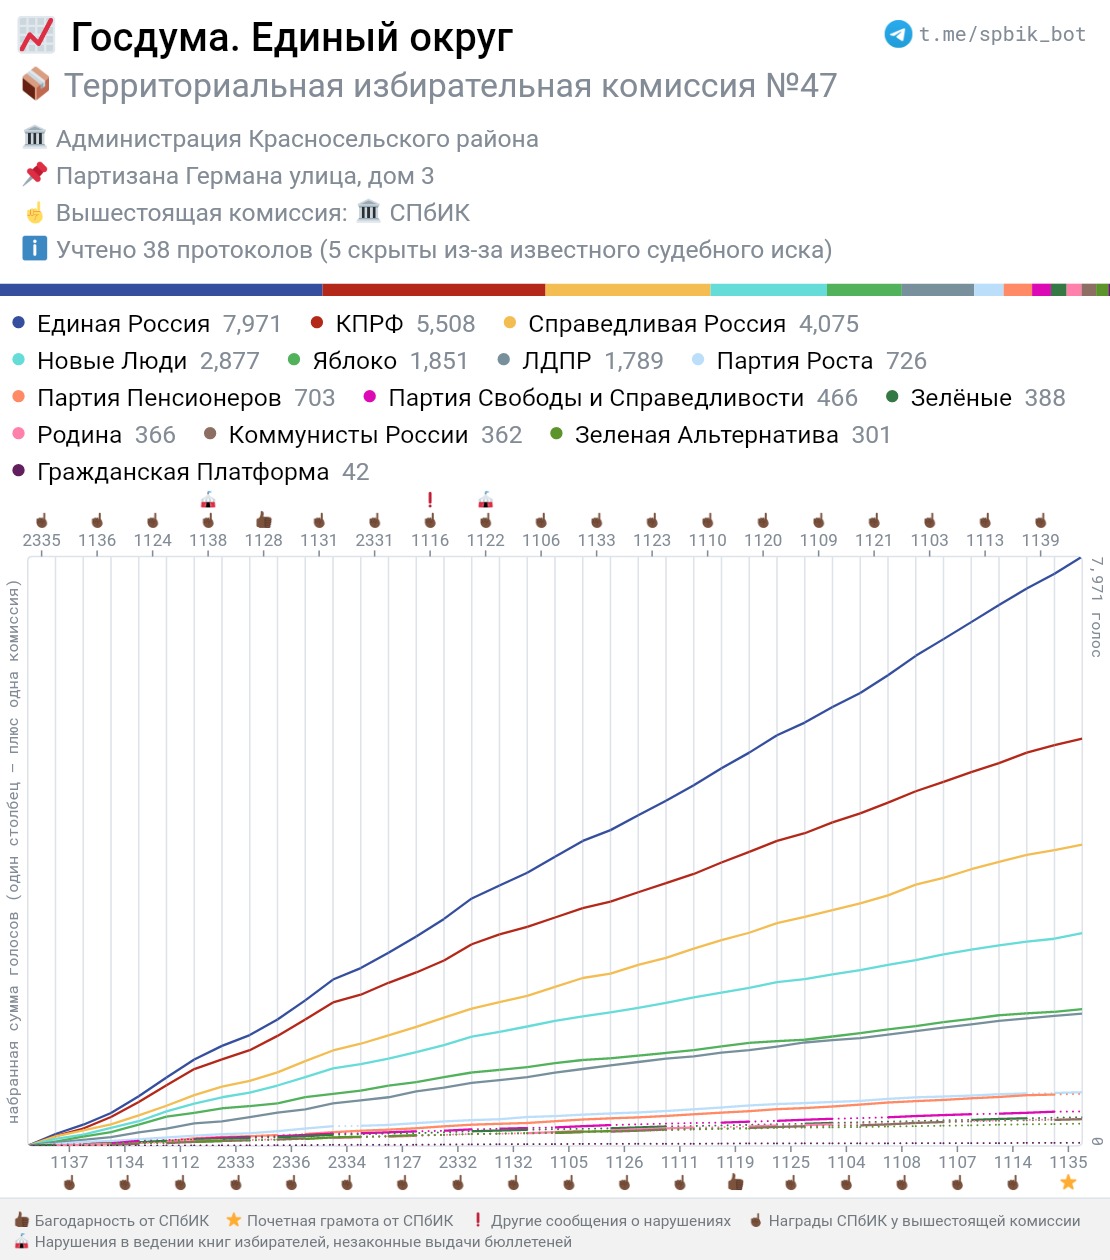 Госдума. Единый округ
t.me/spbik_bot
Территориальная избирательная комиссия №47
Администрация Красносельского района
Партизана Германа улица, дом 3
Вышестоящая комиссия: СПбИК
Учтено 38 протоколов (5 скрыты из-за известного судебного иска)
Единая Россия 7,971 КПРФ 5,508 Справедливая Россия 4,075
Новые Люди 2,877 Яблоко 1,851 ЛДПР 1,789 Партия Роста 726
Партия Пенсионеров 703 Партия Свободы и Справедливости 466 Зелёные 388
Родина 366 Коммунисты России 362 Зеленая Альтернатива 301
Гражданская Платформа 42
2335 1136 1124 1138 1128 1131 2331 1116 1122 1106 1133 1123 1110 1120 1109 1121 1103 1113 1139
набранная сумма голосов (один столбец – плюс одна комиссия)
7,971 голос
0
1137 1134 1112 2333 2336 2334 1127 2332 1132 1105 1126 1111 1119 1125 1104 1108 1107 1114 1135
Багодарность от СПбИК Почетная грамота от СПбИК Другие сообщения о нарушениях Награды СПбИК у вышестоящей комиссии
Нарушения в ведении книг избирателей, незаконные выдачи бюллетеней